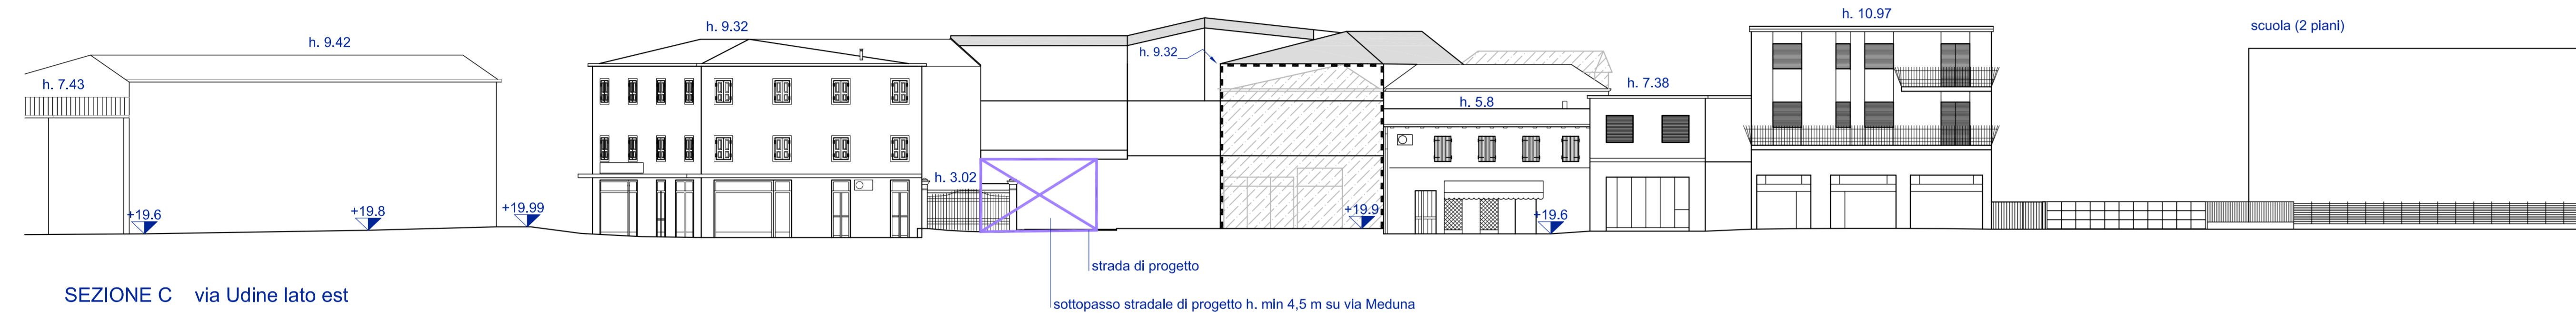 h. 7.43
h. 9.42
h. 9.32
h. 9.32
h. 10.97
scuola (2 piani)
h. 7.38
h. 5.8
h. 3.02
+19.6
+19.8
+19.99
+19.9
+19.6
strada di progetto
sottopasso stradale di progetto h. min 4,5 m su via Meduna
SEZIONE C via Udine lato est